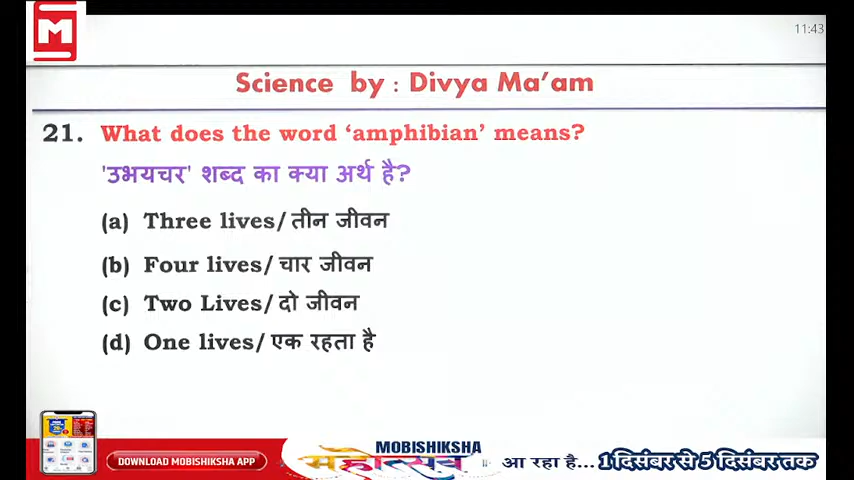 M
11:43
Science by : Divya Ma'am
21. What does the word 'amphibian' means?
'उभयचर' शब्द का क्या अर्थ है?
(a) Three lives/ तीन जीवन
(b) Four lives/ चार जीवन
(c) Two Lives/ दो जीवन
(d) One lives/ एक रहता है
MOBISHIKSHA
DOWNLOAD MOBISHIKSHA APP
महोत्सव
आ रहा है... 1 दिसंबर से 5 दिसंबर तक